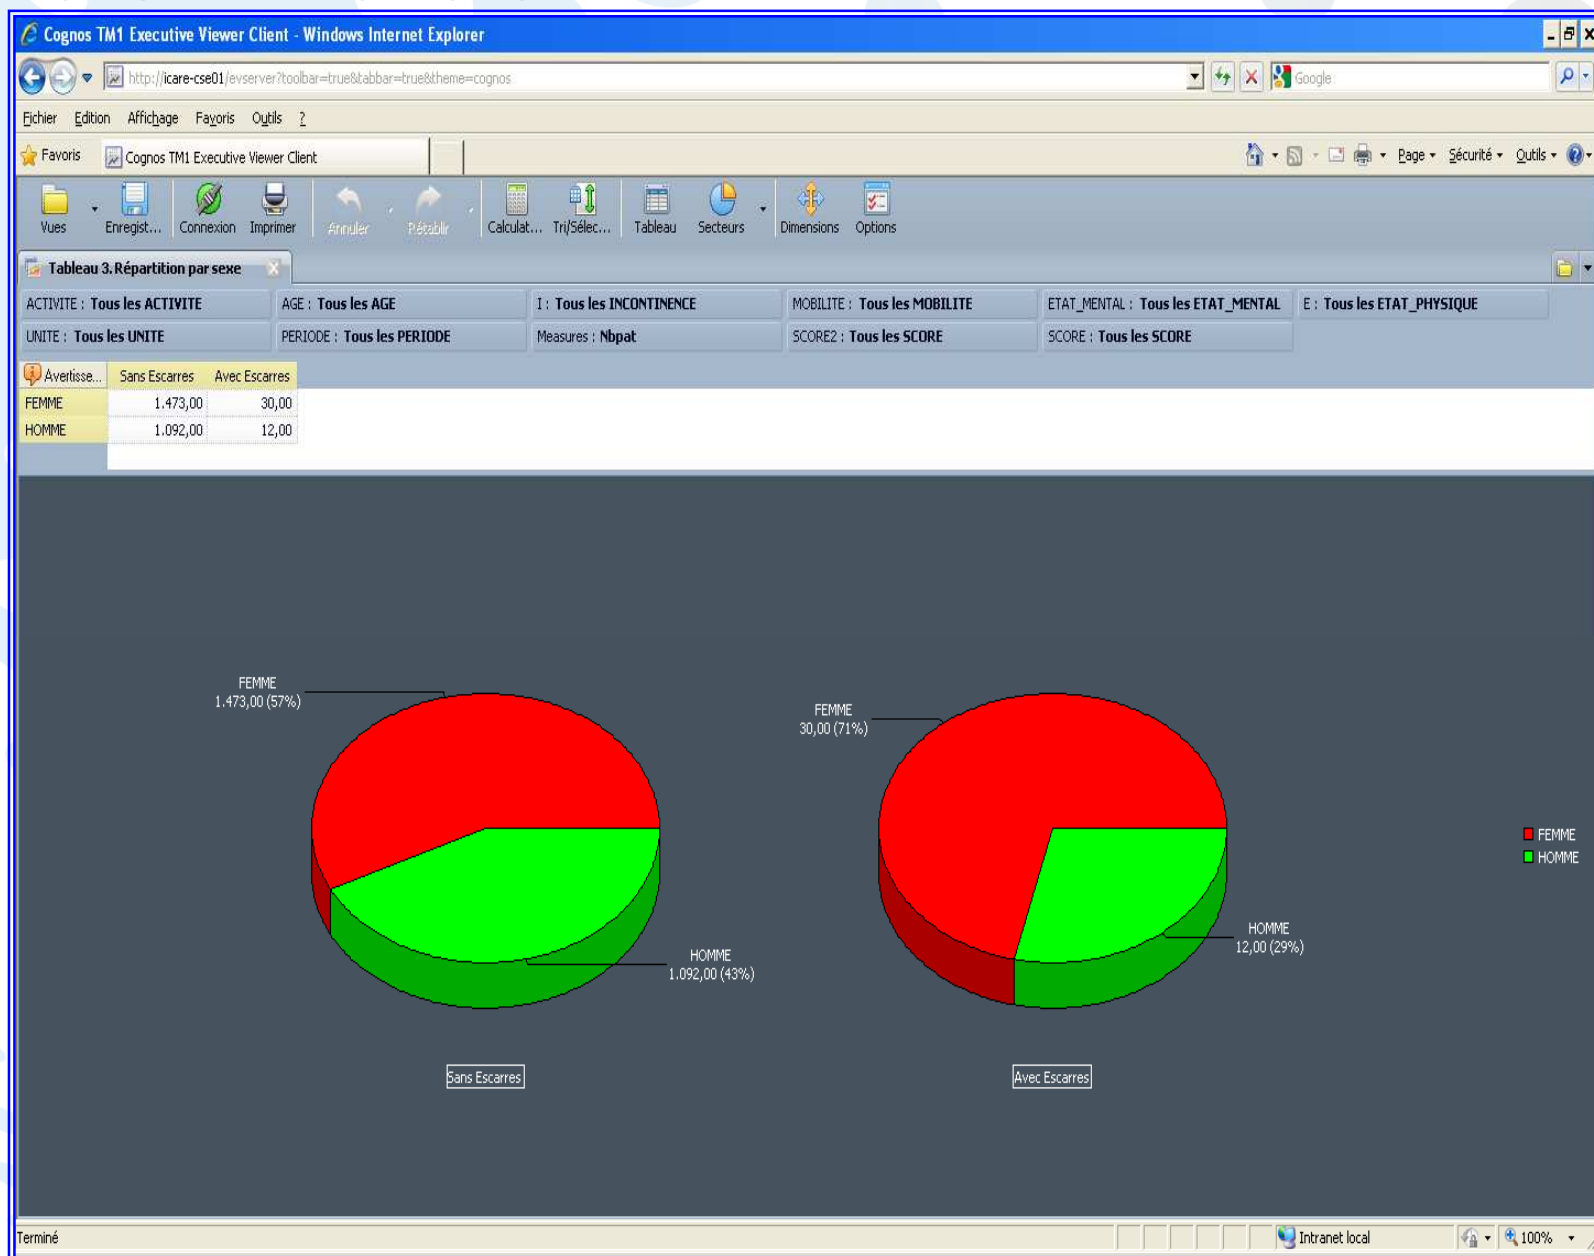 Cognos TM1 Executive Viewer Client - Windows Internet Explorer
http://icare-cse01/evserver?toolbar=true&tabbar=true&theme=cognos
Google
Fichier Edition Affichage Favoris Outils ?
Favoris Cognos TM1 Executive Viewer Client Page Sécurité Outils
Vues Enregist... Connexion Imprimer Annuler Rétablir Calculat... Tri/Sélec... Tableau Secteurs Dimensions Options
Tableau 3. Répartition par sexe
ACTIVITE : Tous les ACTIVITE AGE : Tous les AGE I : Tous les INCONTINENCE MOBILITE : Tous les MOBILITE ETAT_MENTAL : Tous les ETAT_MENTAL E : Tous les ETAT_PHYSIQUE
UNITE : Tous les UNITE PERIODE : Tous les PERIODE Measures : Nbpat SCORE2 : Tous les SCORE SCORE : Tous les SCORE
Avertisse... Sans Escarres Avec Escarres
FEMME 1.473,00 30,00
HOMME 1.092,00 12,00
FEMME
1.473,00 (57%)
HOMME
1.092,00 (43%)
Sans Escarres
FEMME
30,00 (71%)
HOMME
12,00 (29%)
Avec Escarres
FEMME
HOMME
Terminé Intranet local 100%